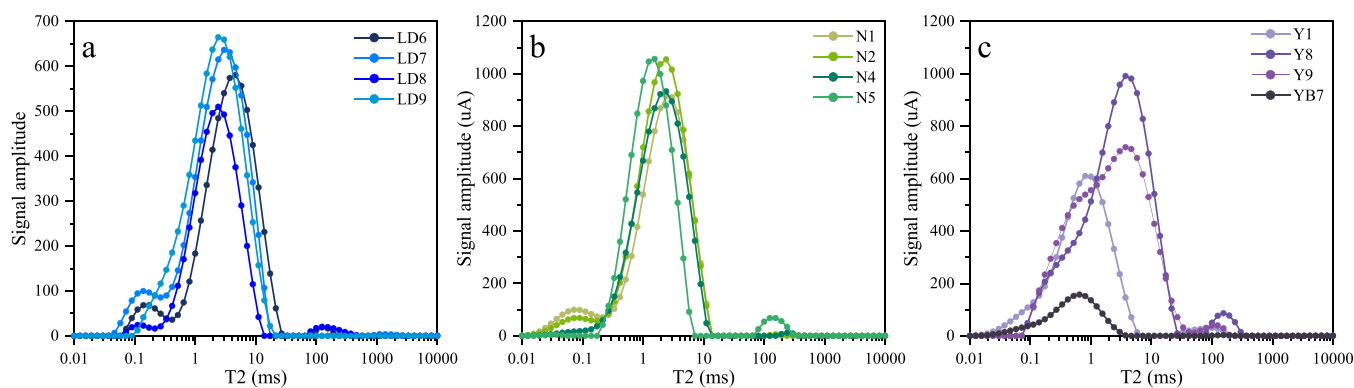 a
LD6
LD7
LD8
LD9
Signal amplitude
700
600
500
400
300
200
100
0
0.01 0.1 1 10 100 1000 10000
T2 (ms)
b
N1
N2
N4
N5
Signal amplitude (uA)
1200
1000
800
600
400
200
0
0.01 0.1 1 10 100 1000 10000
T2 (ms)
c
Y1
Y8
Y9
YB7
Signal amplitude (uA)
1200
1000
800
600
400
200
0
0.01 0.1 1 10 100 1000 10000
T2 (ms)